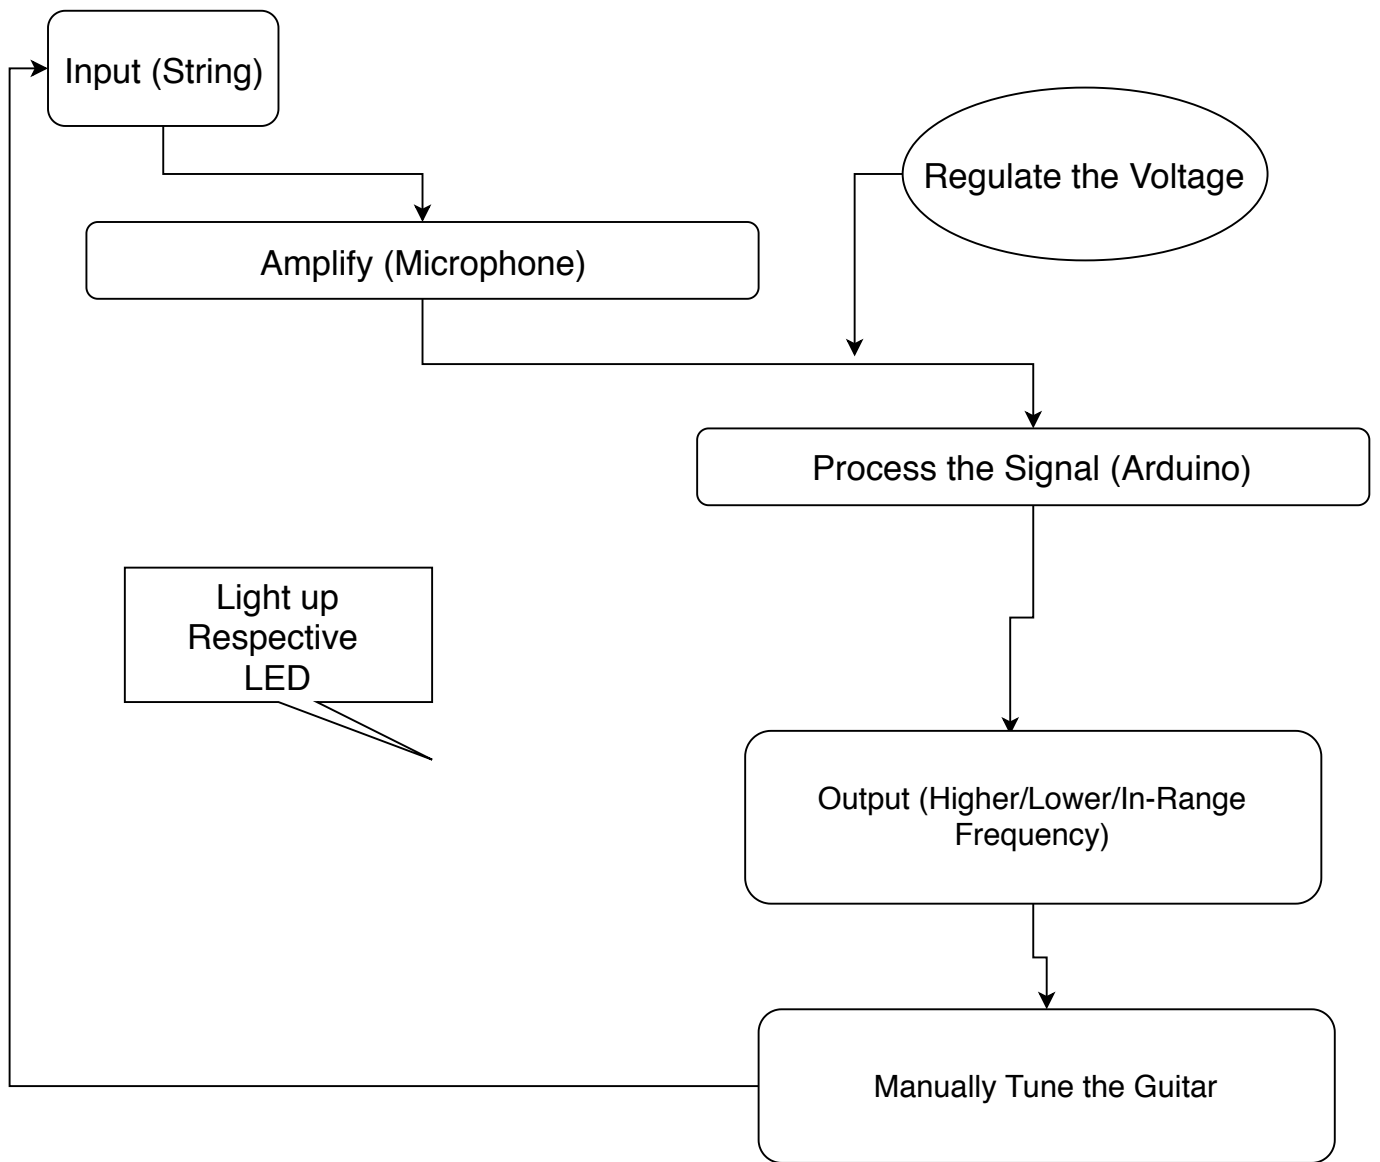 Input (String)
Regulate the Voltage
Amplify (Microphone)
Process the Signal (Arduino)
Light up
Respective
LED
Output (Higher/Lower/In-Range
Frequency)
Manually Tune the Guitar